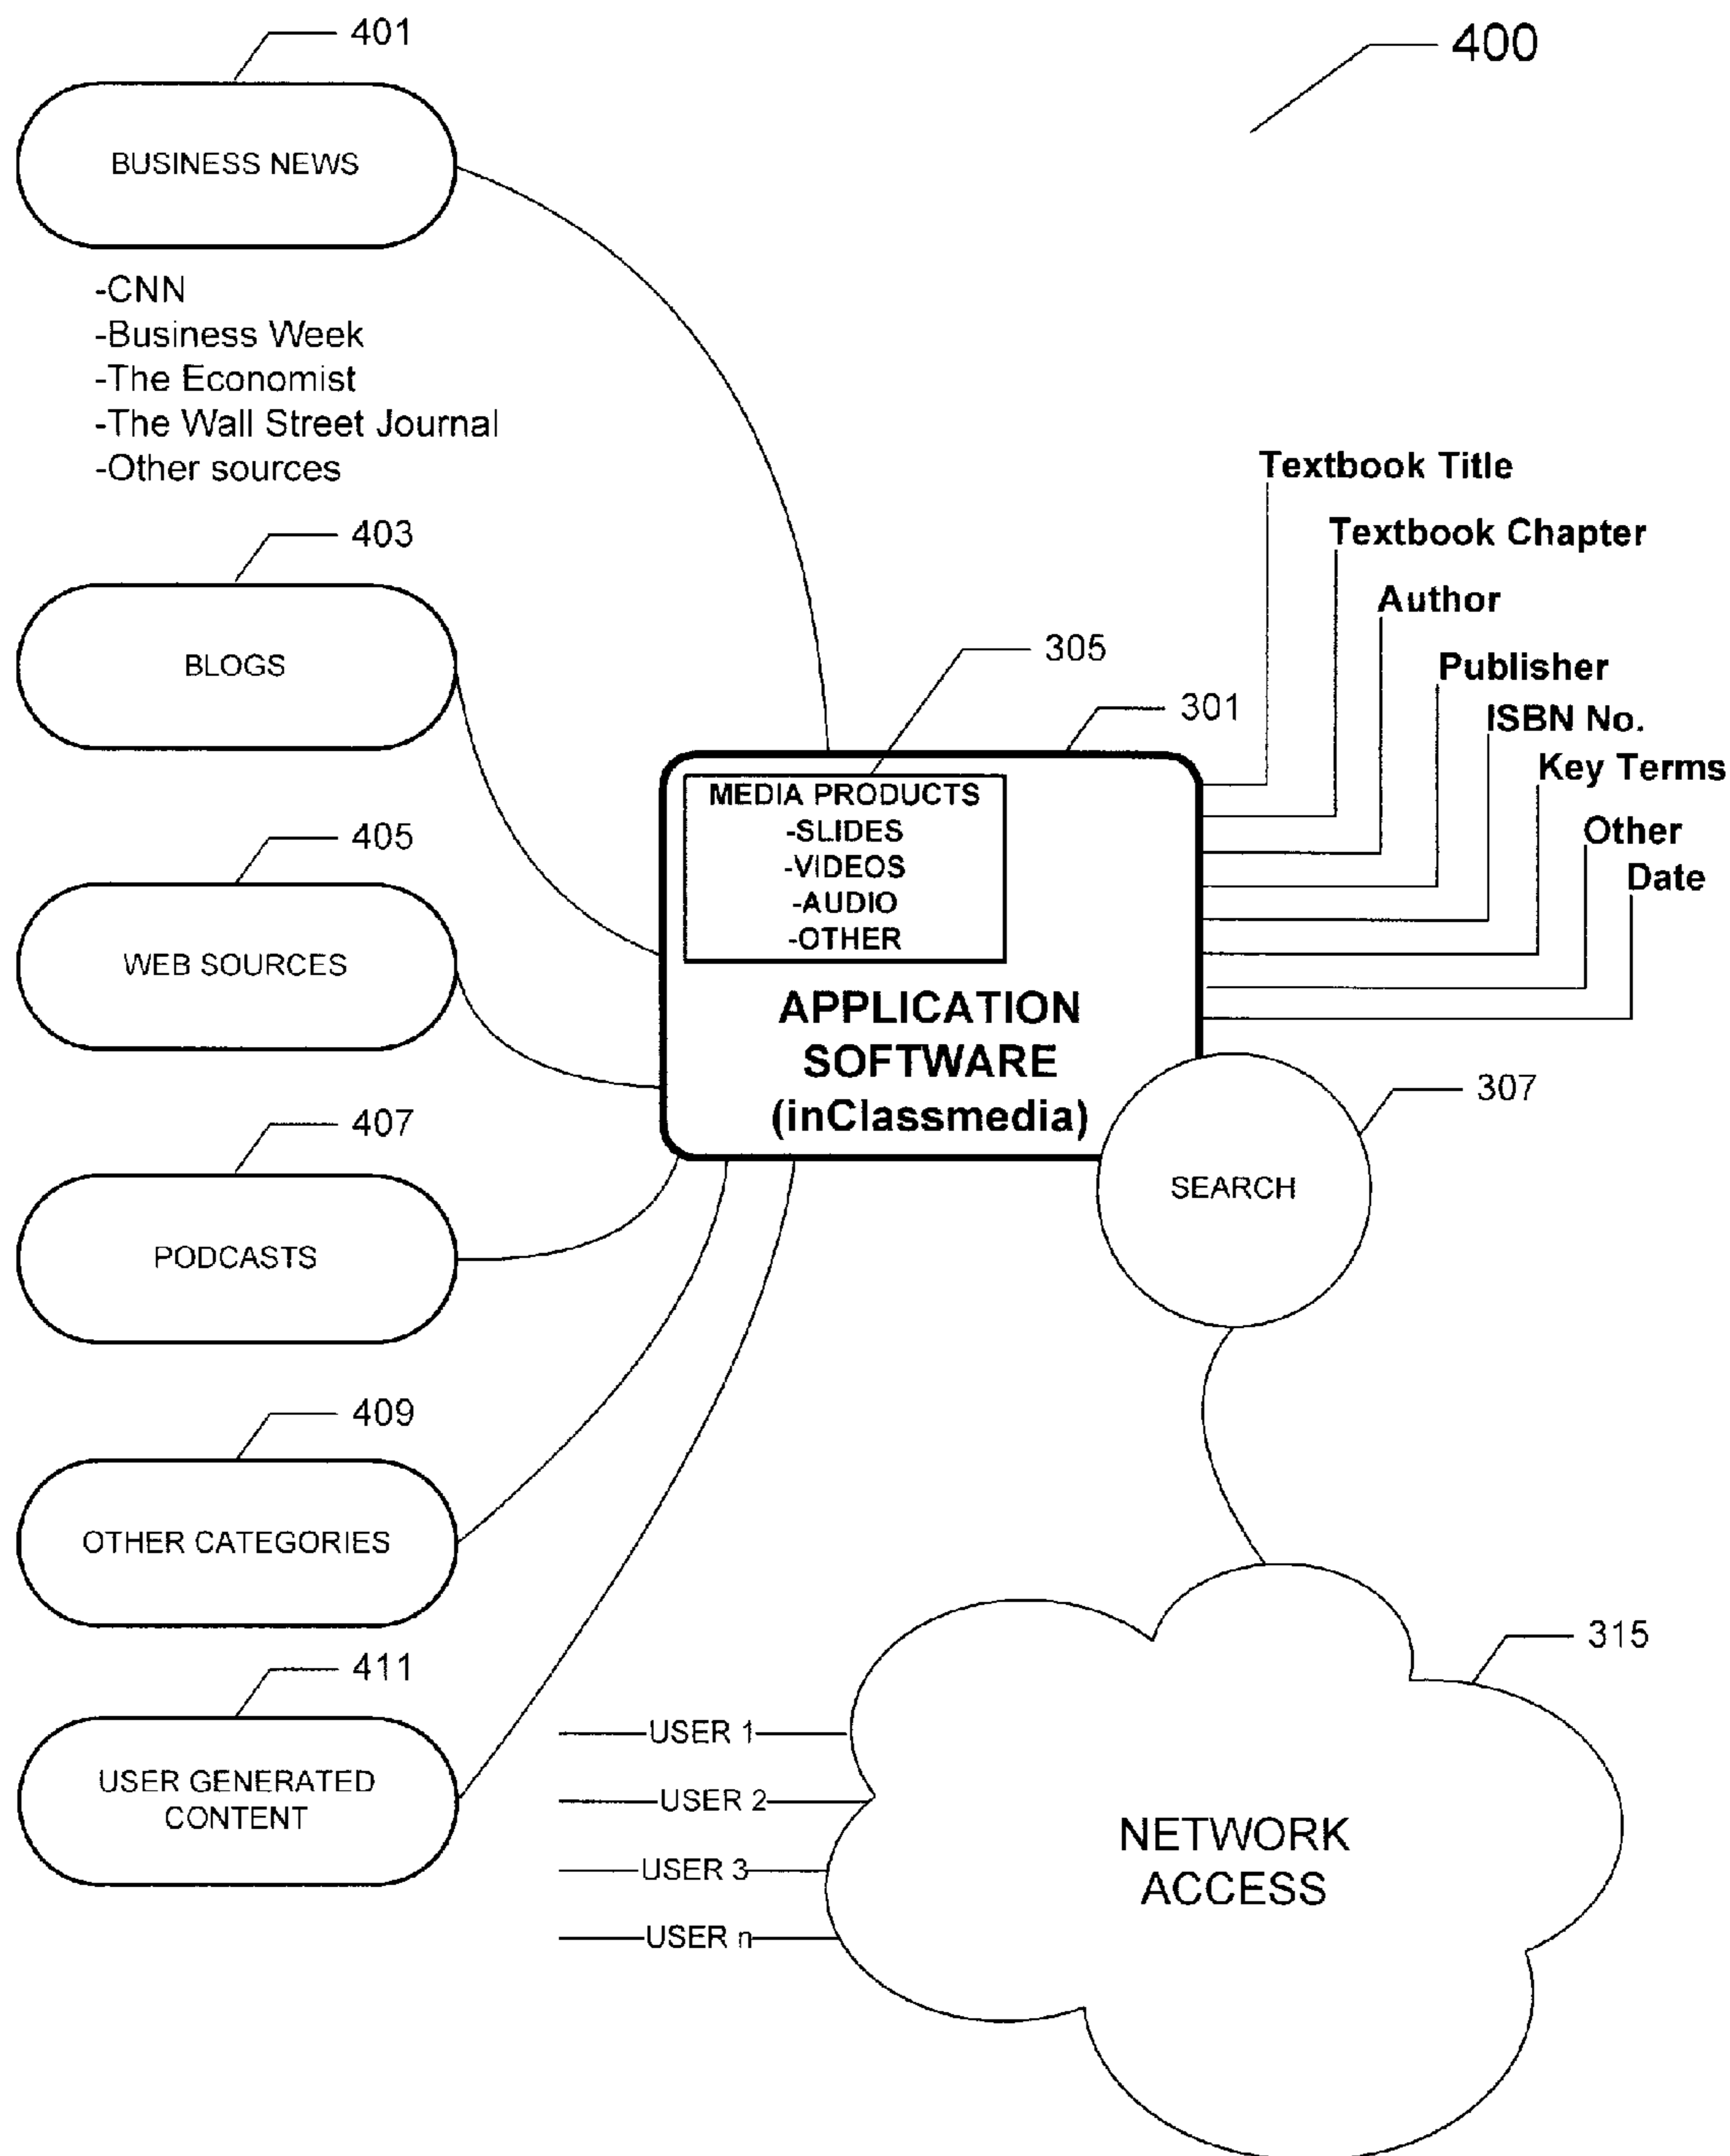 401
400
BUSINESS NEWS
-CNN
-Business Week
-The Economist
-The Wall Street Journal
-Other sources
403
BLOGS
405
WEB SOURCES
407
PODCASTS
409
OTHER CATEGORIES
411
USER GENERATED
CONTENT
305
301
MEDIA PRODUCTS
-SLIDES
-VIDEOS
-AUDIO
-OTHER
APPLICATION
SOFTWARE
(inClassmedia)
Textbook Title
Textbook Chapter
Author
Publisher
ISBN No.
Key Terms
Other
Date
307
SEARCH
315
USER 1
USER 2
USER 3
USER n
NETWORK
ACCESS